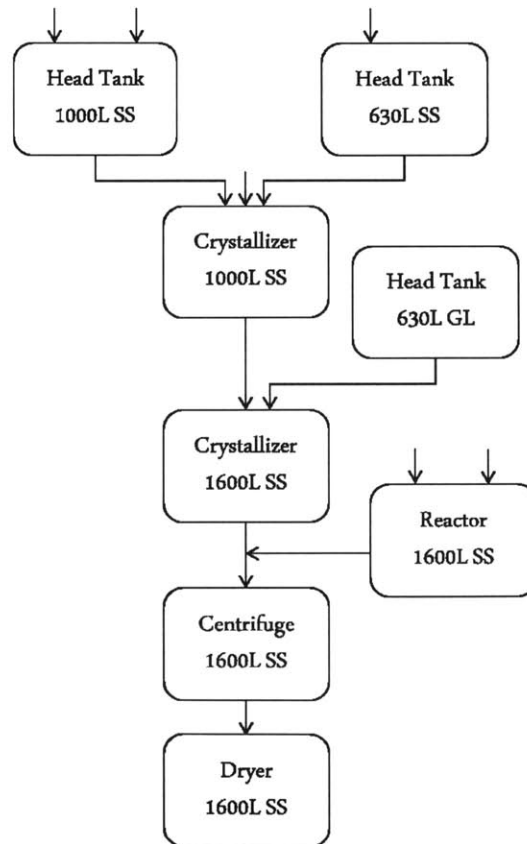 Head Tank
1000L SS
Head Tank
630L SS
Crystallizer
1000L SS
Head Tank
630L GL
Crystallizer
1600L SS
Reactor
1600L SS
Centrifuge
1600L SS
Dryer
1600L SS